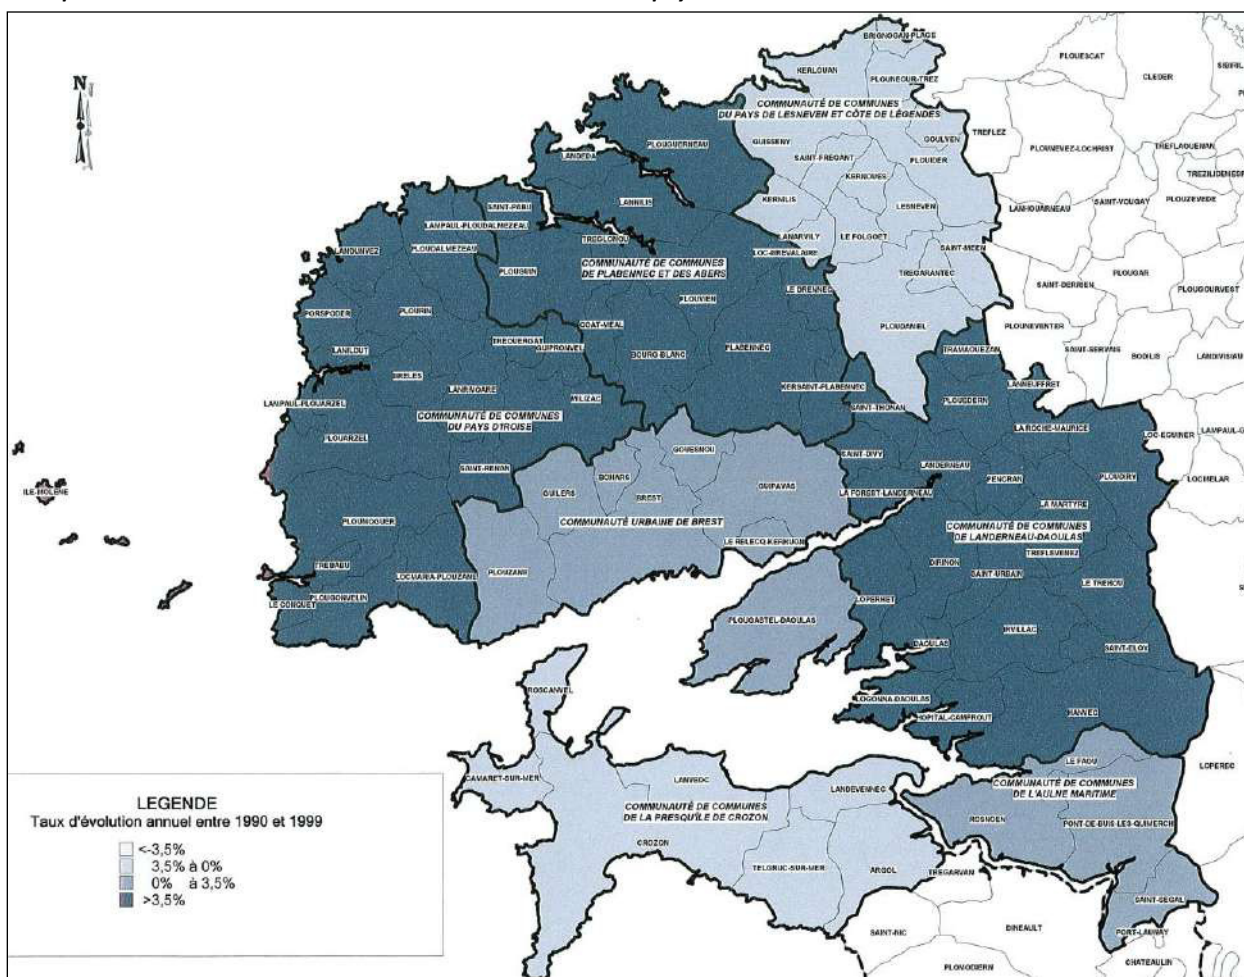 N
BRIGNOGAN-PLAGE
PLOUESCAT
KERLOUAN
CLEDER
PLOUNEOUR-TREZ
COMMUNAUTÉ DE COMMUNES
DU PAYS DE LESNEVEN ET CÔTE DE LÉGENDES
TREFLEZ
PLOUGUERNEAU
GUISSENY
GOULVEN
LANDEDA
SAINT-FREGANT
PLOUIDER
PLOUNEVEZ-LOCHRIST
TREFLAOUENAN
KERNOUES
LANNILIS
KERNILIS
LESNEVEN
LANHOUARNEAU
SAINT-VOUGAY
PLOUZEVEDE
SAINT-PABU
LAMPAUL-PLOUDALMEZEAU
TREGLONOU
LANARVILY
LE FOLGOET
LANDUNVEZ
PLOUDALMEZEAU
LOC-BREVALAIRE
SAINT-MEEN
COMMUNAUTÉ DE COMMUNES
DE PLABENNEC ET DES ABERS
PLOUGUIN
TREGARANTEC
PLOUGAR
SAINT-DERRIEN
LE DRENNEC
PLOUGOURVEST
PLOUVIEN
PORSPODER
PLOURIN
COAT-MEAL
PLOUDANIEL
PLOUNEVENTER
TREOUERGAT
GUIPRONVEL
PLABENNEC
TRAMAOUEZAN
SAINT-SERVAIS
LANILDUT
BOURG-BLANC
BODILIS
LANDIVISIAU
BRELES
LANRIVOARE
KERSAINT-PLABENNEC
LANNEUFFRET
LAMPAUL-PLOUARZEL
MILIZAC
SAINT-THONAN
PLOUEDERN
COMMUNAUTÉ DE COMMUNES
DU PAYS D'IROISE
LA ROCHE-MAURICE
PLOUARZEL
LOC-EGUINER
GOUESNOU
SAINT-DIVY
SAINT-RENAN
BOHARS
LANDERNEAU
PENCRAN
PLOUDIRY
LOCMELAR
GUILERS
BREST
GUIPAVAS
LA FOREST-LANDERNEAU
ILE-MOLENE
LA MARTYRE
PLOUMOGUER
COMMUNAUTÉ URBAINE DE BREST
COMMUNAUTÉ DE COMMUNES
DE LANDERNEAU-DAOULAS
LE RELECQ-KERHUON
TREFLEVENEZ
TREBABU
DIRINON
SAINT-URBAIN
LOCMARIA-PLOUZANE
PLOUZANE
LE TREHOU
PLOUGONVELIN
LE CONQUET
LOPERHET
PLOUGASTEL-DAOULAS
IRVILLAC
DAOULAS
SAINT-ELOY
ROSCANVEL
LOGONNA-DAOULAS
HANVEC
HOPITAL-CAMFROUT
LE FAOU
LOPEREC
CAMARET-SUR-MER
LANVEOC
LANDEVENNEC
COMMUNAUTÉ DE COMMUNES
DE L'AULNE MARITIME
COMMUNAUTÉ DE COMMUNES
DE LA PRESQU'ÎLE DE CROZON
ROSNOEN
PONT-DE-BUIS-LES-QUIMERCH
CROZON
TELGRUC-SUR-MER
ARGOL
TREGARVAN
SAINT-SEGAL
SAINT-NIC
DINEAULT
PORT-LAUNAY
PLOMODIERN
CHATEAULIN
LEGENDE
Taux d'évolution annuel entre 1990 et 1999
<-3,5%
3,5% à 0%
0% à 3,5%
>3,5%